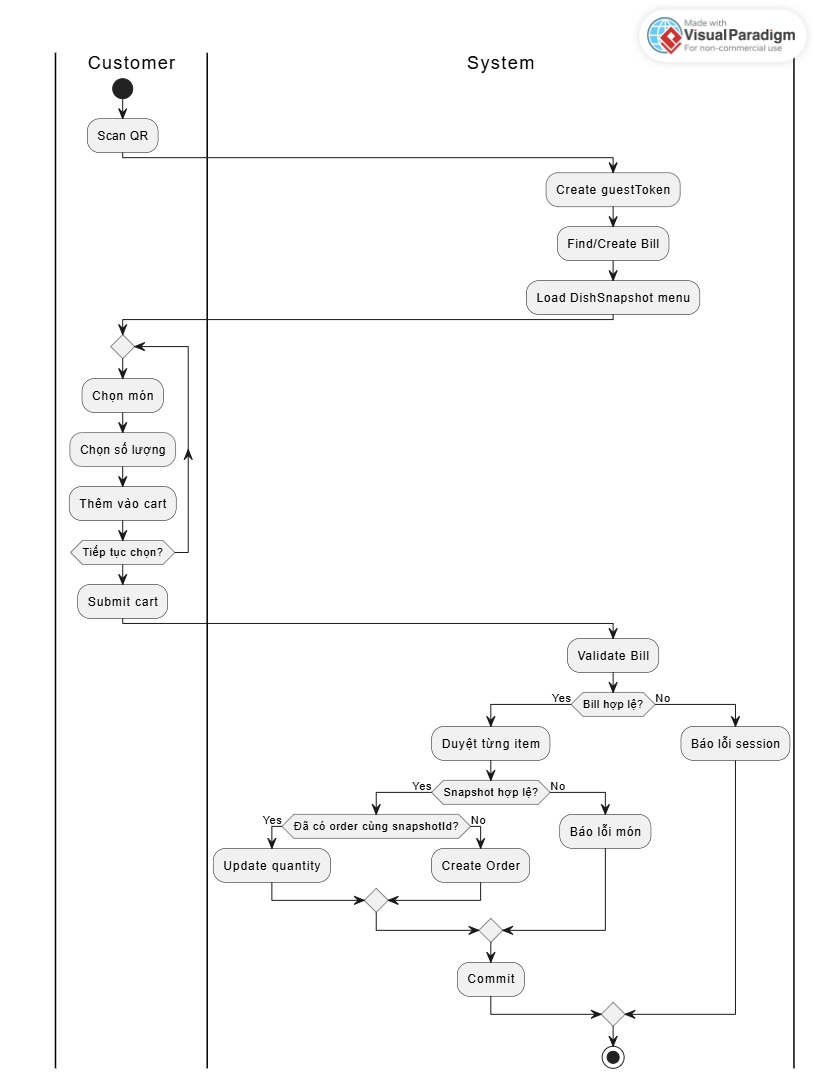 Made with
Visual Paradigm
For non-commercial use
Customer
System
Scan QR
Create guestToken
Find/Create Bill
Load DishSnapshot menu
Chọn món
Chọn số lượng
Thêm vào cart
Tiếp tục chọn?
Submit cart
Validate Bill
Yes
Bill hợp lệ?
No
Duyệt từng item
Báo lỗi session
Yes
Snapshot hợp lệ?
No
Yes
Đã có order cùng snapshotId?
No
Báo lỗi món
Update quantity
Create Order
Commit